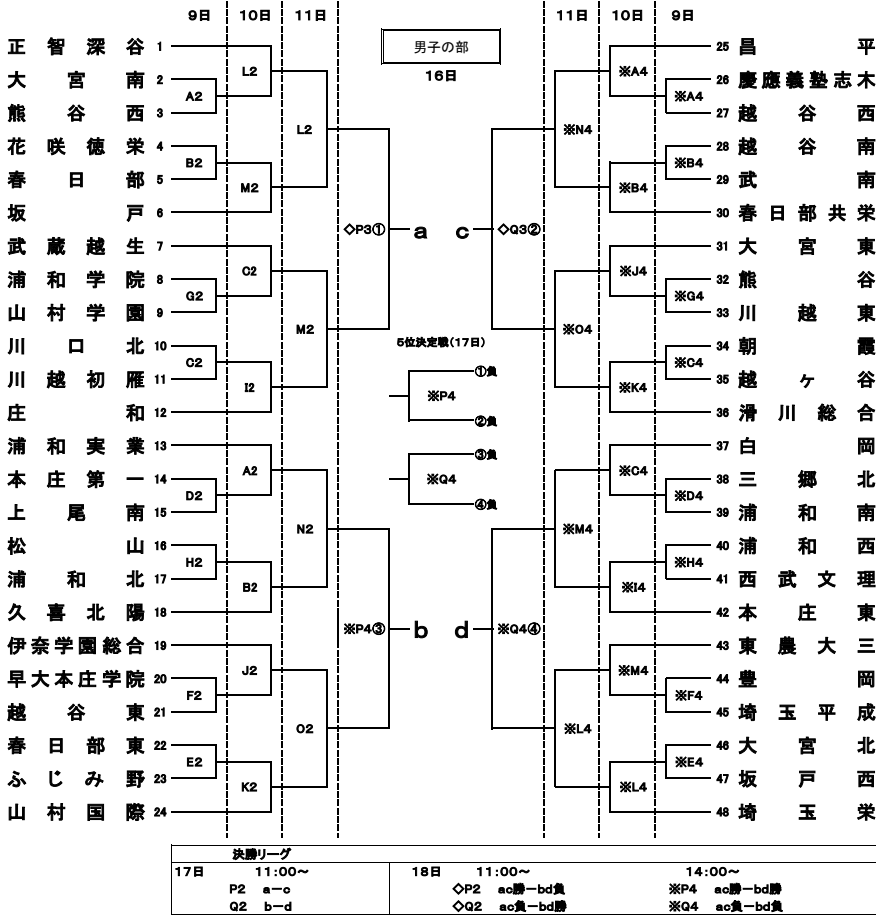 9日 10日 11日 11日 10日 9日
男子の部
16日
正智深谷 1
大宮南 2
熊谷西 3
花咲徳栄 4
春日部 5
坂戸 6
武蔵越生 7
浦和学院 8
山村学園 9
川口北 10
川越初雁 11
庄和 12
浦和実業 13
本庄第一 14
上尾南 15
松山 16
浦和北 17
久喜北陽 18
伊奈学園総合 19
早大本庄学院 20
越谷東 21
春日部東 22
ふじみ野 23
山村国際 24
A2
B2
G2
C2
D2
H2
F2
E2
L2
M2
C2
I2
A2
B2
J2
K2
L2
M2
N2
O2
◇P3① a c ◇Q3②
5位決定戦(17日)
①負
※P4
②負
③負
※Q4
④負
※P4③ b d ※Q4④
※N4
※O4
※M4
※L4
※A4
※B4
※J4
※K4
※C4
※I4
※M4
※L4
※A4
※B4
※G4
※C4
※D4
※H4
※F4
※E4
25 昌平
26 慶應義塾志木
27 越谷西
28 越谷南
29 武南
30 春日部共栄
31 大宮東
32 熊谷
33 川越東
34 朝霞
35 越ヶ谷
36 滑川総合
37 白岡
38 三郷北
39 浦和南
40 浦和西
41 西武文理
42 本庄東
43 東農大三
44 豊岡
45 埼玉平成
46 大宮北
47 坂戸西
48 埼玉栄
決勝リーグ
17日 11:00~ 18日 11:00~ 14:00~
P2 a－c ◇P2 ac勝－bd負 ※P4 ac勝－bd勝
Q2 b－d ◇Q2 ac負－bd勝 ※Q4 ac負－bd負